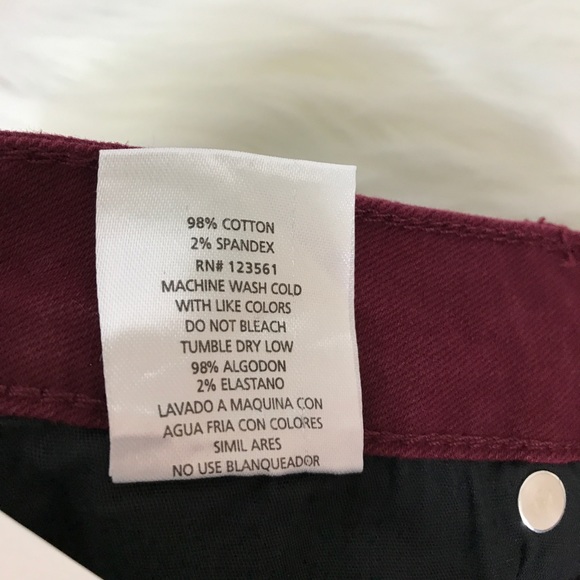 98% COTTON
2% SPANDEX
RN# 123561
MACHINE WASH COLD
WITH LIKE COLORS
DO NOT BLEACH
TUMBLE DRY LOW
98% ALGODON
2% ELASTANO
LAVADO A MAQUINA CON
AGUA FRIA CON COLORES
SIMIL ARES
NO USE BLANQUEADOR